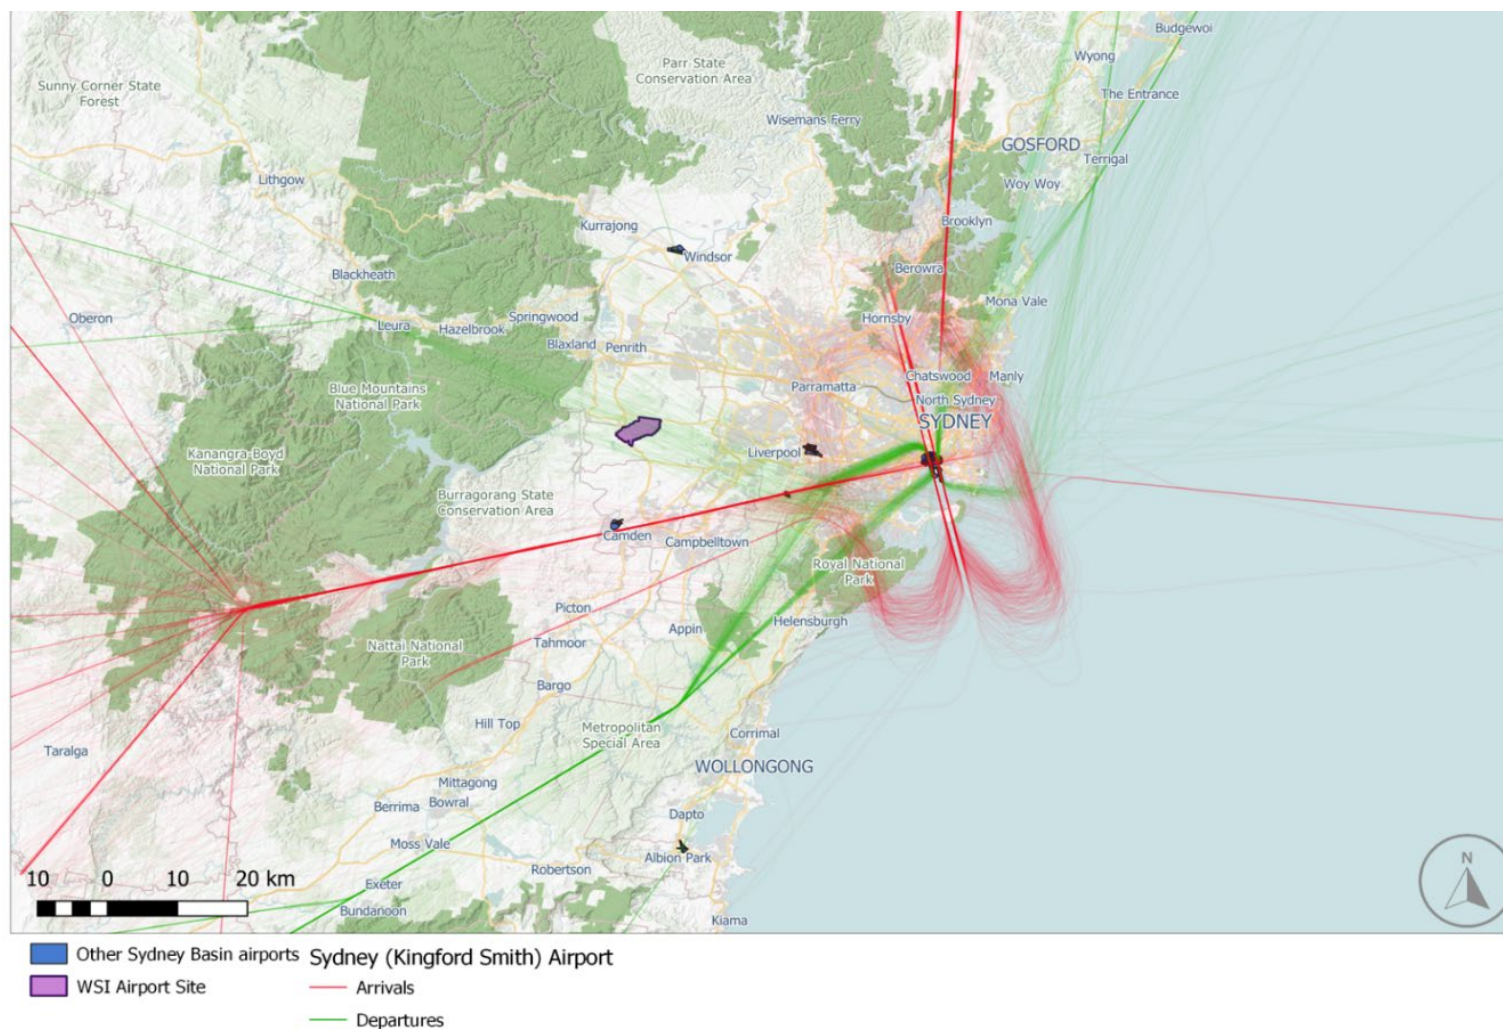 Budgewoi
Wyong
Parr State
Conservation Area
Sunny Corner State
Forest
The Entrance
Wisemans Ferry
GOSFORD
Terrigal
Lithgow
Woy Woy
Brooklyn
Kurrajong
Windsor
Berowra
Blackheath
Mona Vale
Oberon
Springwood
Hornsby
Leura
Hazelbrook
Blaxland
Penrith
Chatswood
Manly
Parramatta
Blue Mountains
National Park
North Sydney
SYDNEY
Kanangra-Boyd
National Park
Liverpool
Burragorang State
Conservation Area
Camden
Campbelltown
Royal National
Park
Picton
Helensburgh
Appin
Nattai National
Park
Tahmoor
Bargo
Hill Top
Metropolitan
Special Area
Corrimal
Taralga
WOLLONGONG
Mittagong
Berrima
Bowral
Dapto
Moss Vale
Albion Park
Robertson
Exeter
Bundanoon
Kiama
10 0 10 20 km
N
Other Sydney Basin airports
WSI Airport Site
Sydney (Kingford Smith) Airport
Arrivals
Departures